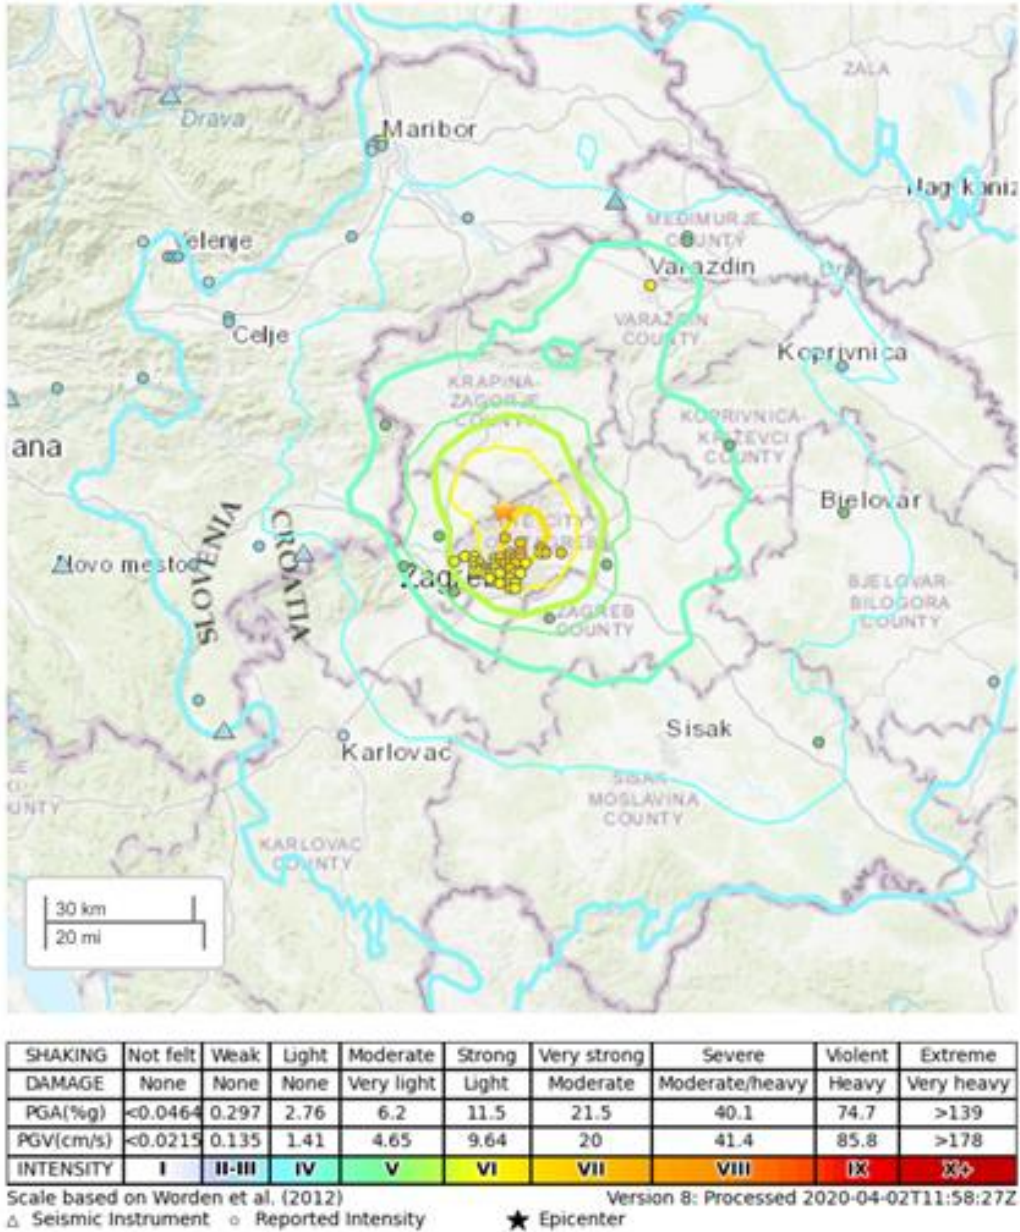 ZALA
Drava
Maribor
MEĐIMURJE
COUNTY
Velenje
Varazdin
VARAZDIN
COUNTY
Celje
Koprivnica
KRAPINA-
ZAGORJE
COUNTY
KOPRIVNICA-
KRIZEVCI
COUNTY
ana
Bjelovar
SLOVENIA
CROATIA
Novo mesto
BJELOVAR-
BILOGORA
COUNTY
ZAGREB
COUNTY
Sisak
Karlovac
MOSLAVINA
COUNTY
KARLOVAC
COUNTY
30 km
20 mi
SHAKING Not felt Weak Light Moderate Strong Very strong Severe Violent Extreme
DAMAGE None None None Very light Light Moderate Moderate/heavy Heavy Very heavy
PGA(%g) <0.0464 0.297 2.76 6.2 11.5 21.5 40.1 74.7 >139
PGV(cm/s) <0.0215 0.135 1.41 4.65 9.64 20 41.4 85.8 >178
INTENSITY I II-III IV V VI VII VIII IX X+
Scale based on Worden et al. (2012) Version 8: Processed 2020-04-02T11:58:27Z
△ Seismic Instrument ○ Reported Intensity ★ Epicenter